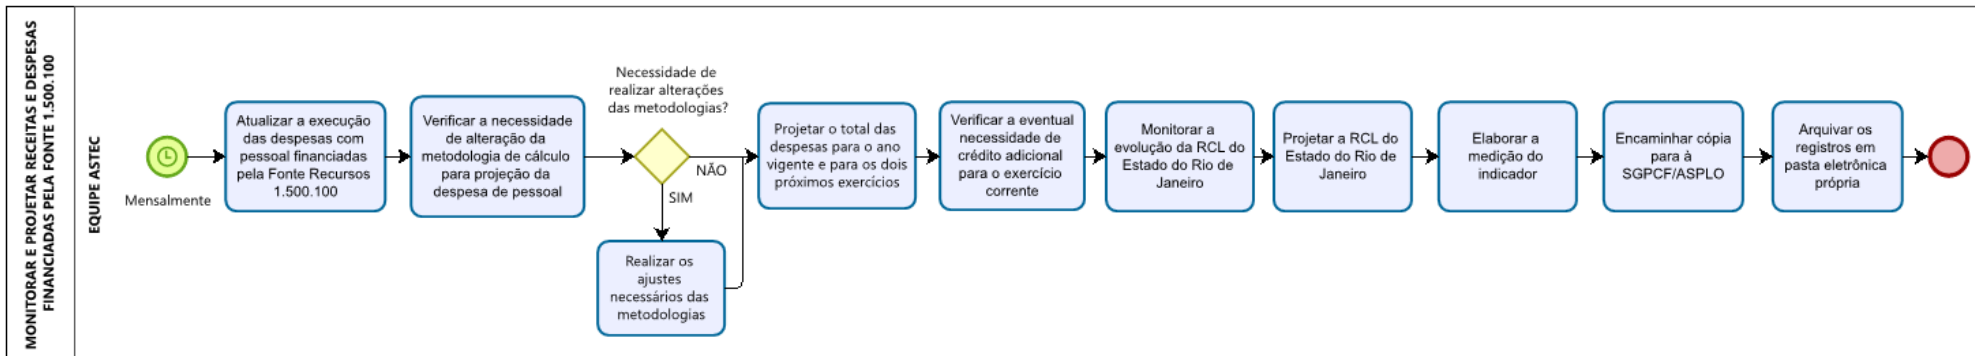 MONITORAR E PROJETAR RECEITAS E DESPESAS
FINANCIADAS PELA FONTE 1.500.100
EQUIPE ASTEC
Mensalmente
Atualizar a execução
das despesas com
pessoal financiadas
pela Fonte Recursos
1.500.100
Verificar a necessidade
de alteração da
metodologia de cálculo
para projeção da
despesa de pessoal
Necessidade de
realizar alterações
das metodologias?
NÃO
SIM
Realizar os
ajustes
necessários das
metodologias
Projetar o total das
despesas para o ano
vigente e para os dois
próximos exercícios
Verificar a eventual
necessidade de
crédito adicional
para o exercício
corrente
Monitorar a
evolução da RCL do
Estado do Rio de
Janeiro
Projetar a RCL do
Estado do Rio de
Janeiro
Elaborar a
medição do
indicador
Encaminhar cópia
para à
SGPCF/ASPLO
Arquivar os
registros em
pasta eletrônica
própria